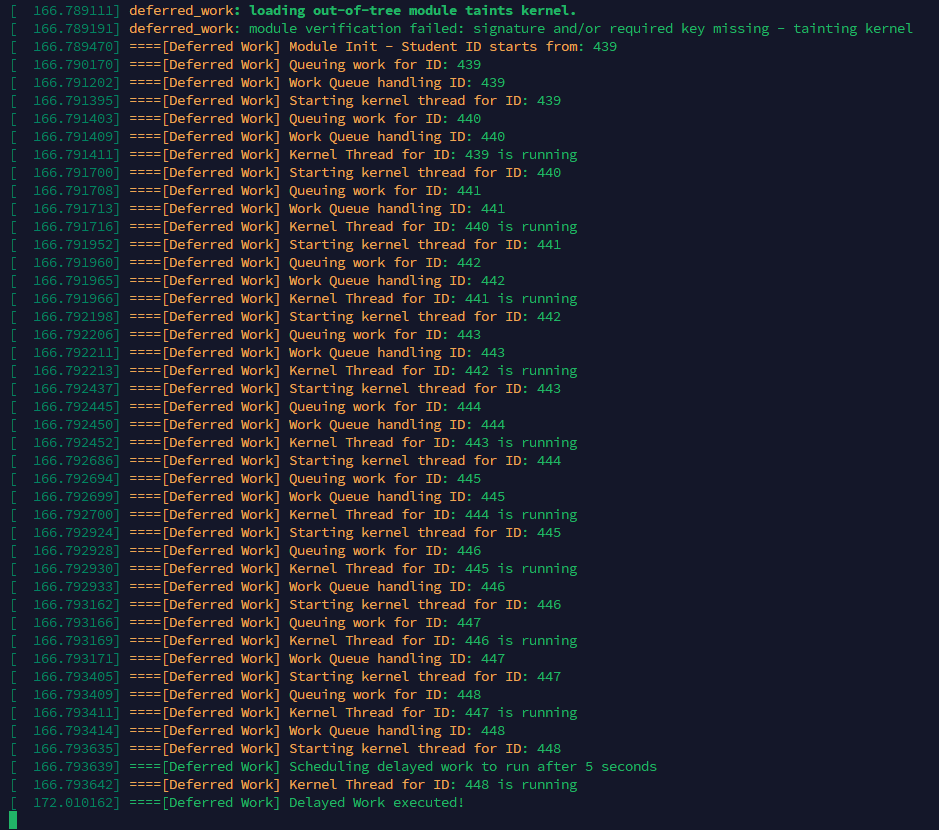 [  166.789111] deferred_work: loading out-of-tree module taints kernel.
[  166.789191] deferred_work: module verification failed: signature and/or required key missing - tainting kernel
[  166.789470] ====[Deferred Work] Module Init - Student ID starts from: 439
[  166.790170] ====[Deferred Work] Queuing work for ID: 439
[  166.791202] ====[Deferred Work] Work Queue handling ID: 439
[  166.791395] ====[Deferred Work] Starting kernel thread for ID: 439
[  166.791403] ====[Deferred Work] Queuing work for ID: 440
[  166.791409] ====[Deferred Work] Work Queue handling ID: 440
[  166.791411] ====[Deferred Work] Kernel Thread for ID: 439 is running
[  166.791700] ====[Deferred Work] Starting kernel thread for ID: 440
[  166.791708] ====[Deferred Work] Queuing work for ID: 441
[  166.791713] ====[Deferred Work] Work Queue handling ID: 441
[  166.791716] ====[Deferred Work] Kernel Thread for ID: 440 is running
[  166.791952] ====[Deferred Work] Starting kernel thread for ID: 441
[  166.791960] ====[Deferred Work] Queuing work for ID: 442
[  166.791965] ====[Deferred Work] Work Queue handling ID: 442
[  166.791966] ====[Deferred Work] Kernel Thread for ID: 441 is running
[  166.792198] ====[Deferred Work] Starting kernel thread for ID: 442
[  166.792206] ====[Deferred Work] Queuing work for ID: 443
[  166.792211] ====[Deferred Work] Work Queue handling ID: 443
[  166.792213] ====[Deferred Work] Kernel Thread for ID: 442 is running
[  166.792437] ====[Deferred Work] Starting kernel thread for ID: 443
[  166.792445] ====[Deferred Work] Queuing work for ID: 444
[  166.792450] ====[Deferred Work] Work Queue handling ID: 444
[  166.792452] ====[Deferred Work] Kernel Thread for ID: 443 is running
[  166.792686] ====[Deferred Work] Starting kernel thread for ID: 444
[  166.792694] ====[Deferred Work] Queuing work for ID: 445
[  166.792699] ====[Deferred Work] Work Queue handling ID: 445
[  166.792700] ====[Deferred Work] Kernel Thread for ID: 444 is running
[  166.792924] ====[Deferred Work] Starting kernel thread for ID: 445
[  166.792928] ====[Deferred Work] Queuing work for ID: 446
[  166.792930] ====[Deferred Work] Kernel Thread for ID: 445 is running
[  166.792933] ====[Deferred Work] Work Queue handling ID: 446
[  166.793162] ====[Deferred Work] Starting kernel thread for ID: 446
[  166.793166] ====[Deferred Work] Queuing work for ID: 447
[  166.793169] ====[Deferred Work] Kernel Thread for ID: 446 is running
[  166.793171] ====[Deferred Work] Work Queue handling ID: 447
[  166.793405] ====[Deferred Work] Starting kernel thread for ID: 447
[  166.793409] ====[Deferred Work] Queuing work for ID: 448
[  166.793411] ====[Deferred Work] Kernel Thread for ID: 447 is running
[  166.793414] ====[Deferred Work] Work Queue handling ID: 448
[  166.793635] ====[Deferred Work] Starting kernel thread for ID: 448
[  166.793639] ====[Deferred Work] Scheduling delayed work to run after 5 seconds
[  166.793642] ====[Deferred Work] Kernel Thread for ID: 448 is running
[  172.010162] ====[Deferred Work] Delayed Work executed!